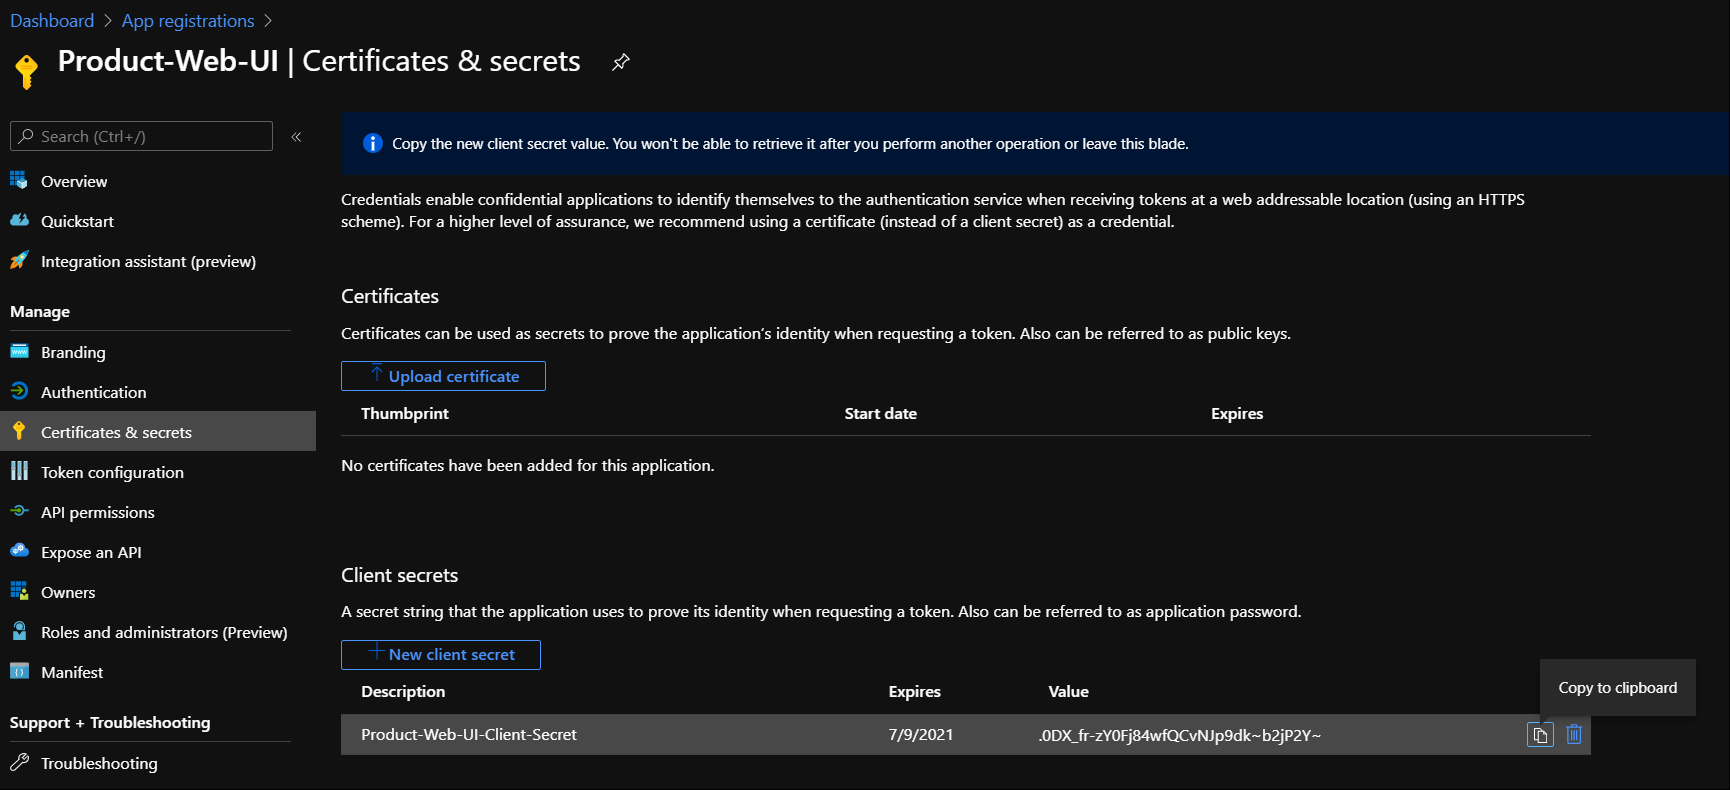 Dashboard > App registrations >
Product-Web-UI | Certificates & secrets
Search (Ctrl+/)
«
Overview
Quickstart
Integration assistant (preview)
Manage
Branding
Authentication
Certificates & secrets
Token configuration
API permissions
Expose an API
Owners
Roles and administrators (Preview)
Manifest
Support + Troubleshooting
Troubleshooting
Copy the new client secret value. You won't be able to retrieve it after you perform another operation or leave this blade.
Credentials enable confidential applications to identify themselves to the authentication service when receiving tokens at a web addressable location (using an HTTPS
scheme). For a higher level of assurance, we recommend using a certificate (instead of a client secret) as a credential.
Certificates
Certificates can be used as secrets to prove the application's identity when requesting a token. Also can be referred to as public keys.
Upload certificate
Thumbprint Start date Expires
No certificates have been added for this application.
Client secrets
A secret string that the application uses to prove its identity when requesting a token. Also can be referred to as application password.
New client secret
Description Expires Value
Copy to clipboard
Product-Web-UI-Client-Secret 7/9/2021 .0DX_fr-zY0Fj84wfQCvNJp9dk~b2jP2Y~